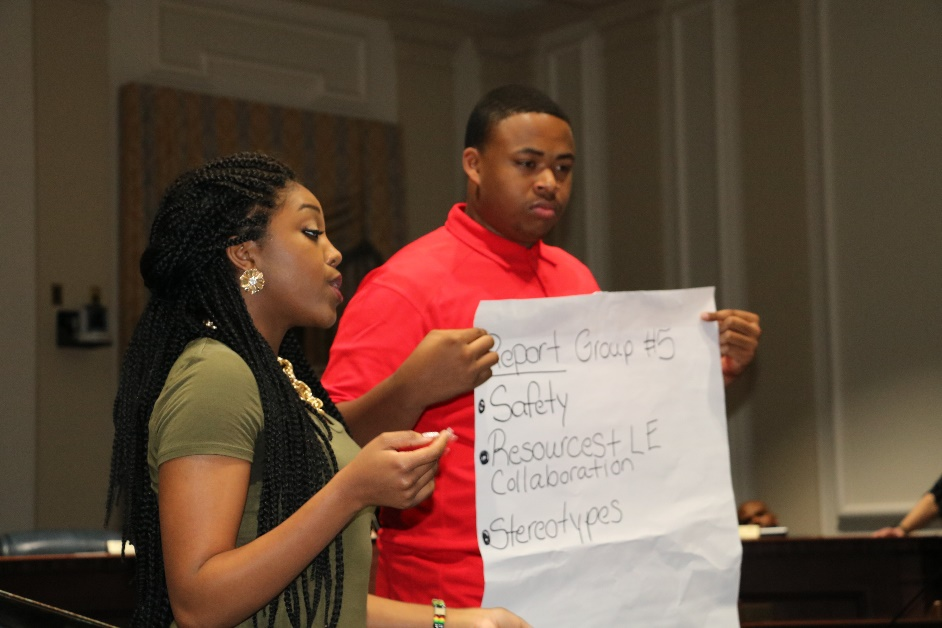 Report Group #5
Safety
Resources + LE
Collaboration
Stereotypes